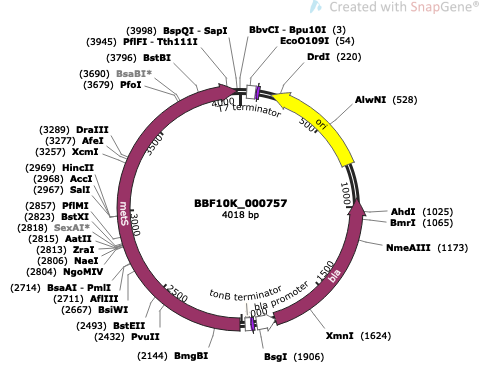 Created with SnapGene®
(3998) BspQI - SapI
(3945) PflFI - Tth111I
(3796) BstBI
(3690) BsaBI*
(3679) PfoI
(3289) DraIII
(3277) AfeI
(3257) XcmI
(2969) HincII
(2968) AccI
(2967) SalI
(2857) PflMI
(2823) BstXI
(2818) SexAI*
(2815) AatII
(2813) ZraI
(2806) NaeI
(2804) NgoMIV
(2714) BsaAI - PmlI
(2711) AflIII
(2667) BsiWI
(2493) BstEII
(2432) PvuII
(2144) BmgBI
BbvCI - Bpu10I (3)
EcoO109I (54)
DrdI (220)
AlwNI (528)
AhdI (1025)
BmrI (1065)
NmeAIII (1173)
XmnI (1624)
BsgI (1906)
T7 terminator
ori
bla
bla promoter
tonB terminator
metS
500
1000
1500
2500
3000
3500
4000
BBF10K_000757
4018 bp